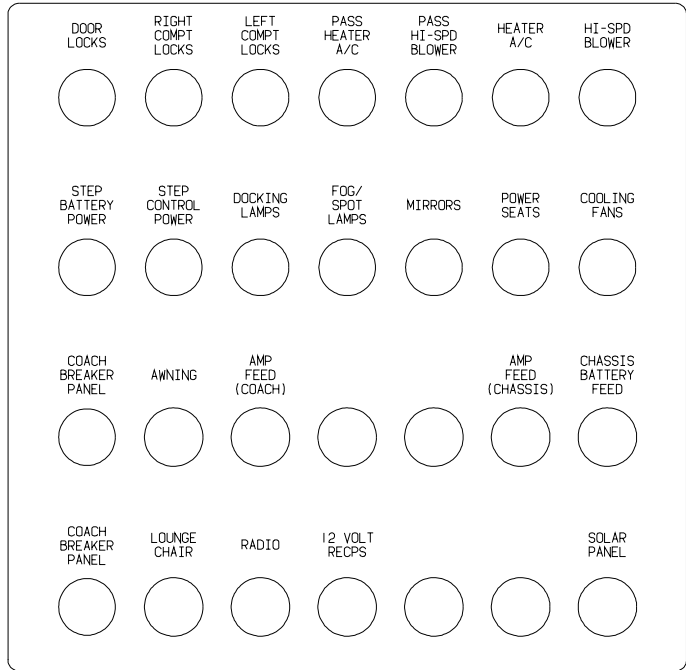 DOOR
LOCKS
RIGHT
COMPT
LOCKS
LEFT
COMPT
LOCKS
PASS
HEATER
A/C
PASS
HI-SPD
BLOWER
HEATER
A/C
HI-SPD
BLOWER
STEP
BATTERY
POWER
STEP
CONTROL
POWER
DOCKING
LAMPS
FOG/
SPOT
LAMPS
MIRRORS
POWER
SEATS
COOLING
FANS
COACH
BREAKER
PANEL
AWNING
AMP
FEED
(COACH)
AMP
FEED
(CHASSIS)
CHASSIS
BATTERY
FEED
COACH
BREAKER
PANEL
LOUNGE
CHAIR
RADIO
12 VOLT
RECPS
SOLAR
PANEL